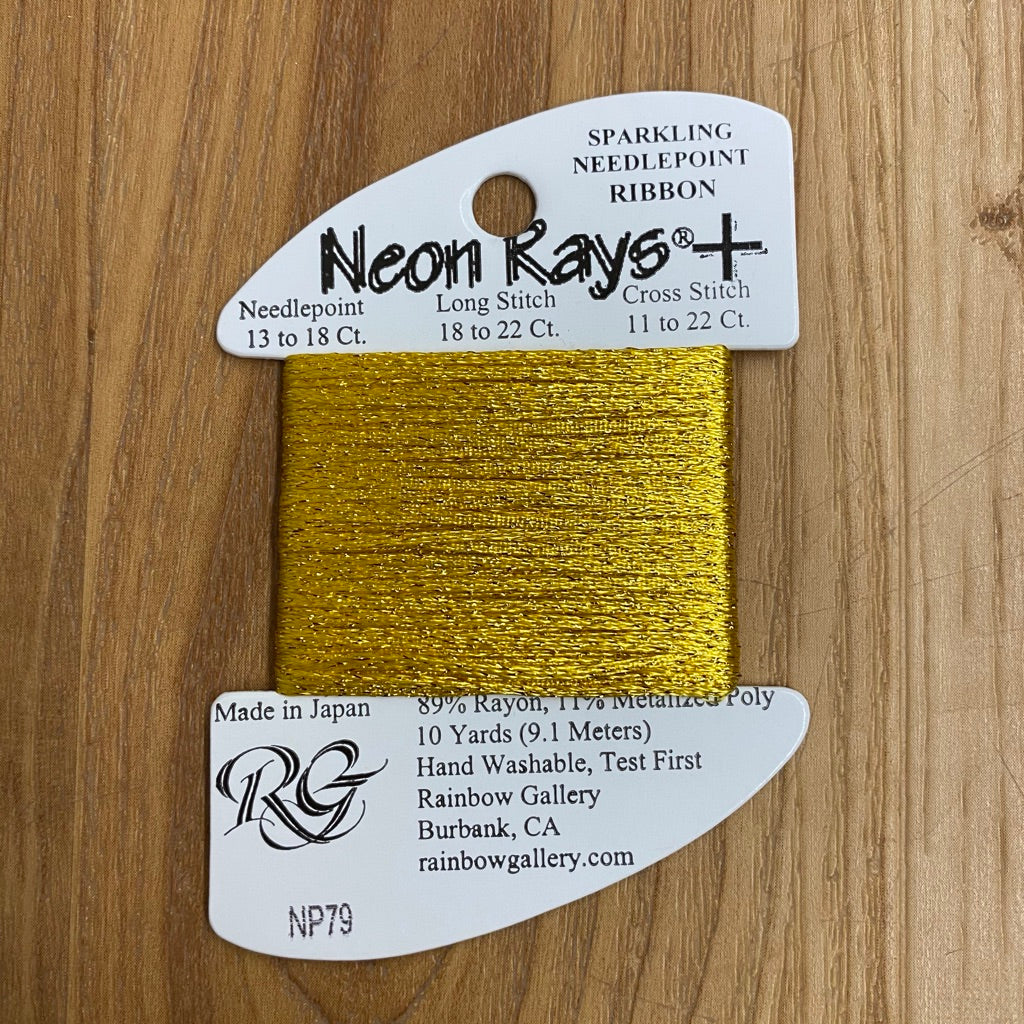 SPARKLING
NEEDLEPOINT
RIBBON
Neon Rays®+
Needlepoint
13 to 18 Ct.
Long Stitch
18 to 22 Ct.
Cross Stitch
11 to 22 Ct.
Made in Japan
RG
89% Rayon, 11% Metalized Poly
10 Yards (9.1 Meters)
Hand Washable, Test First
Rainbow Gallery
Burbank, CA
rainbowgallery.com
NP79